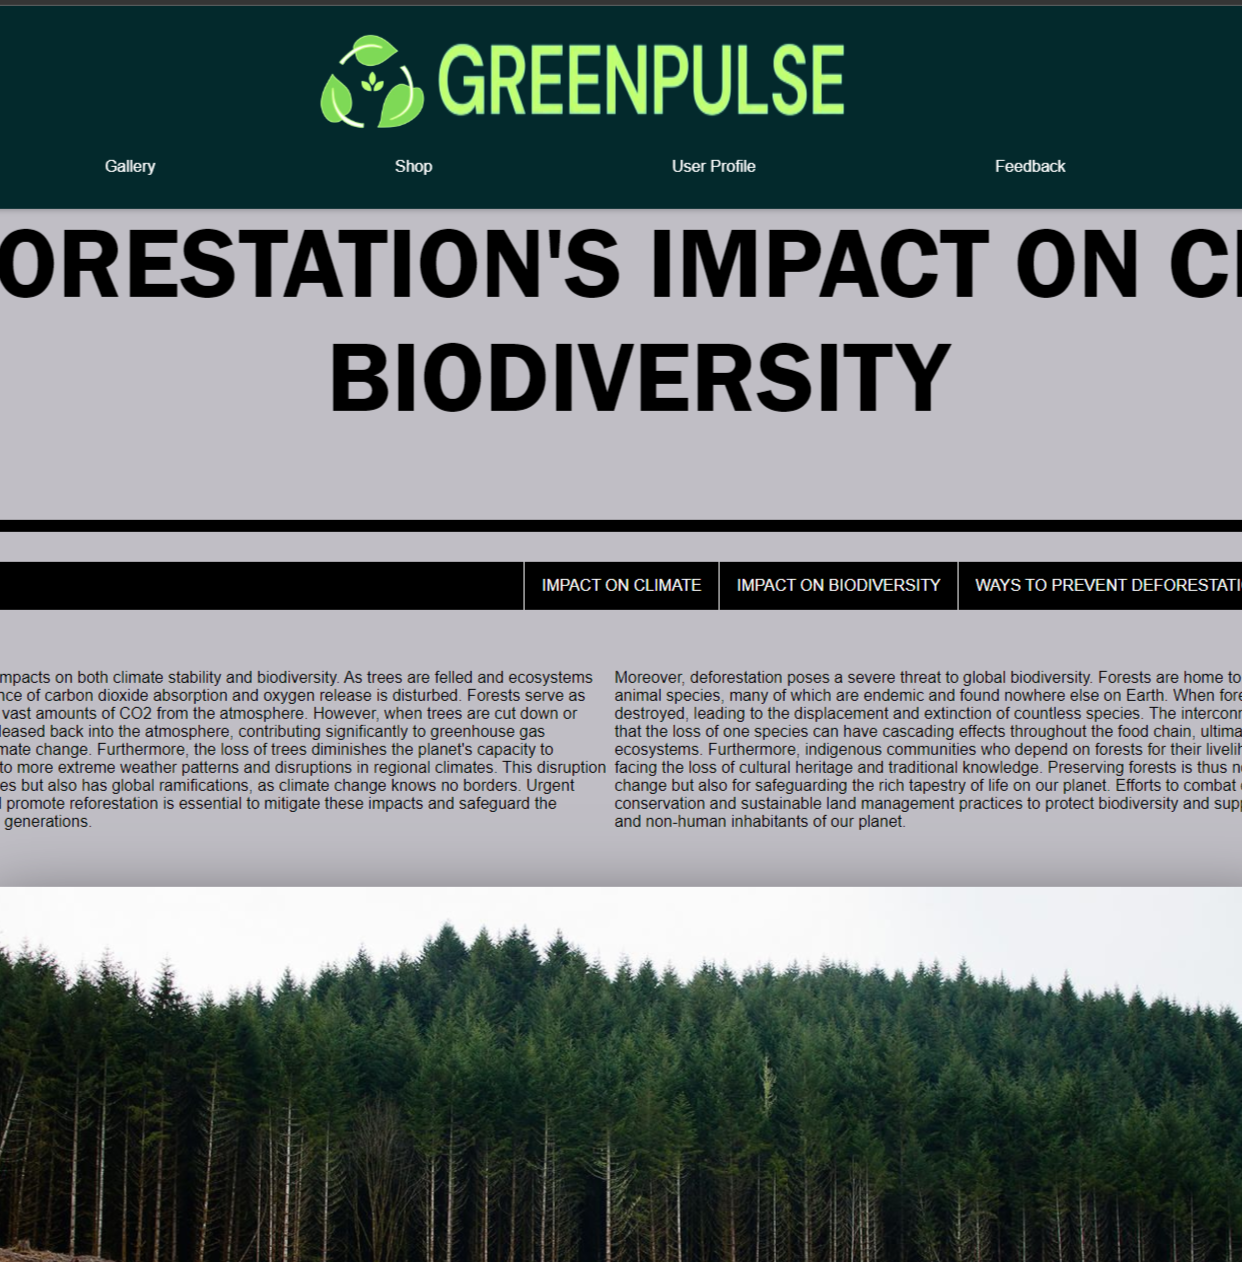 GREENPULSE
Gallery Shop User Profile Feedback
ORESTATION'S IMPACT ON
BIODIVERSITY
IMPACT ON CLIMATE IMPACT ON BIODIVERSITY WAYS TO PREVENT
mpacts on both climate stability and biodiversity. As trees are felled and ecosystems
nce of carbon dioxide absorption and oxygen release is disturbed. Forests serve as
vast amounts of CO2 from the atmosphere. However, when trees are cut down or
leased back into the atmosphere, contributing significantly to greenhouse gas
mate change. Furthermore, the loss of trees diminishes the planet's capacity to
to more extreme weather patterns and disruptions in regional climates. This disruption
es but also has global ramifications, as climate change knows no borders. Urgent
promote reforestation is essential to mitigate these impacts and safeguard the
generations.
Moreover, deforestation poses a severe threat to global biodiversity. Forests are home to
animal species, many of which are endemic and found nowhere else on Earth. When fore
destroyed, leading to the displacement and extinction of countless species. The interconn
that the loss of one species can have cascading effects throughout the food chain, ultima
ecosystems. Furthermore, indigenous communities who depend on forests for their livelih
facing the loss of cultural heritage and traditional knowledge. Preserving forests is thus n
change but also for safeguarding the rich tapestry of life on our planet. Efforts to combat
conservation and sustainable land management practices to protect biodiversity and sup
and non-human inhabitants of our planet.